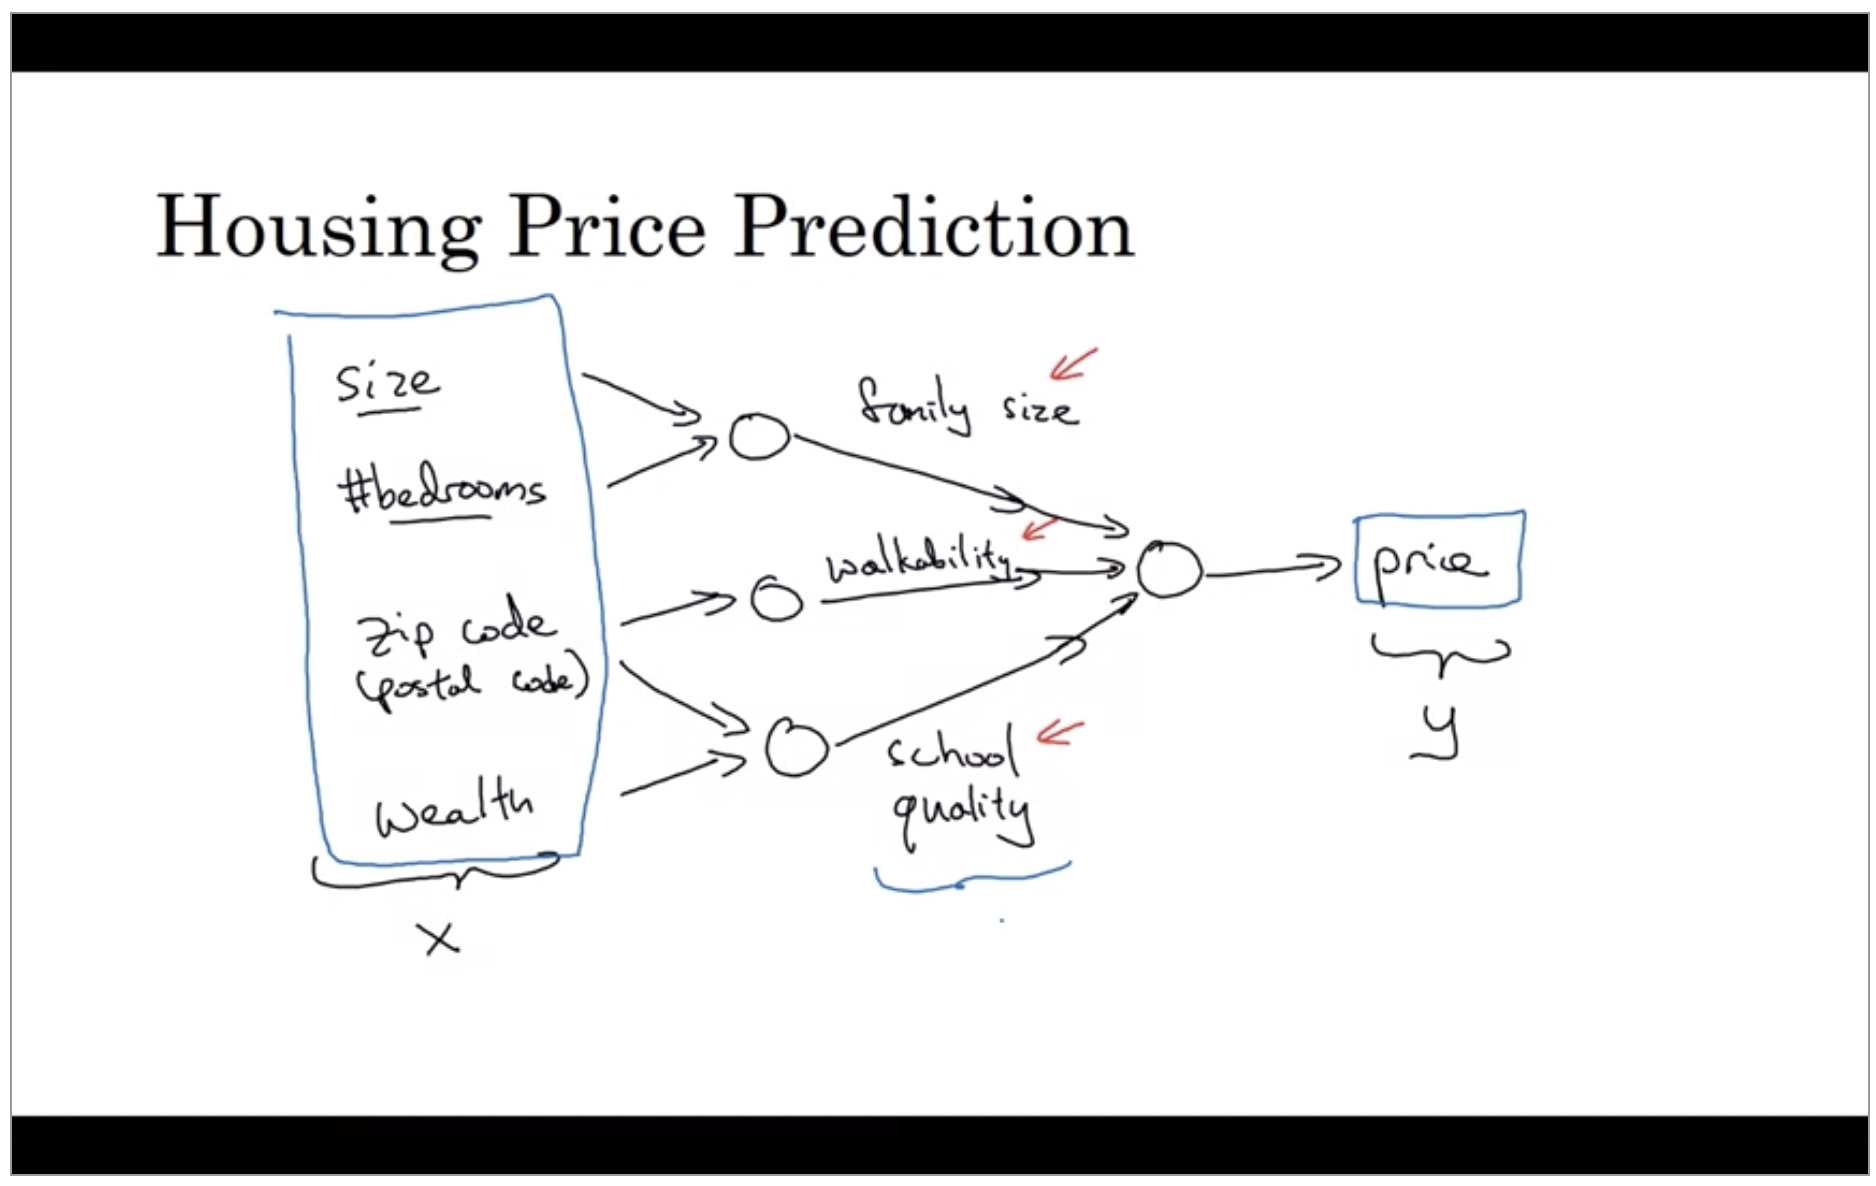 Housing Price Prediction
size
#bedrooms
zip code
(postal code)
wealth
x
family size
walkability
school
quality
price
y